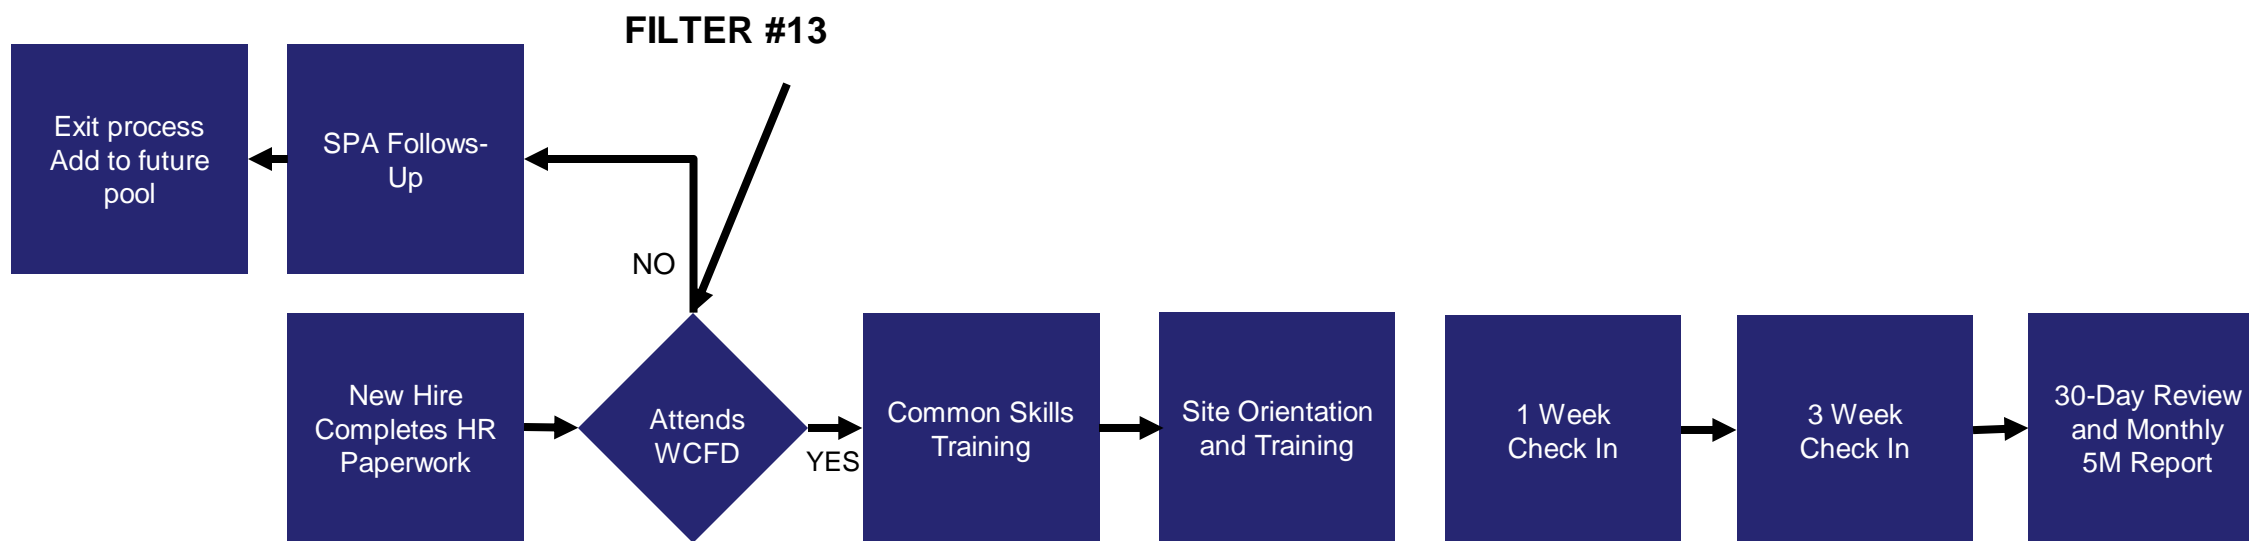 FILTER #13
Exit process
Add to future
pool
SPA Follows-
Up
NO
New Hire
Completes HR
Paperwork
Attends
WCFD
YES
Common Skills
Training
Site Orientation
and Training
1 Week
Check In
3 Week
Check In
30-Day Review
and Monthly
5M Report